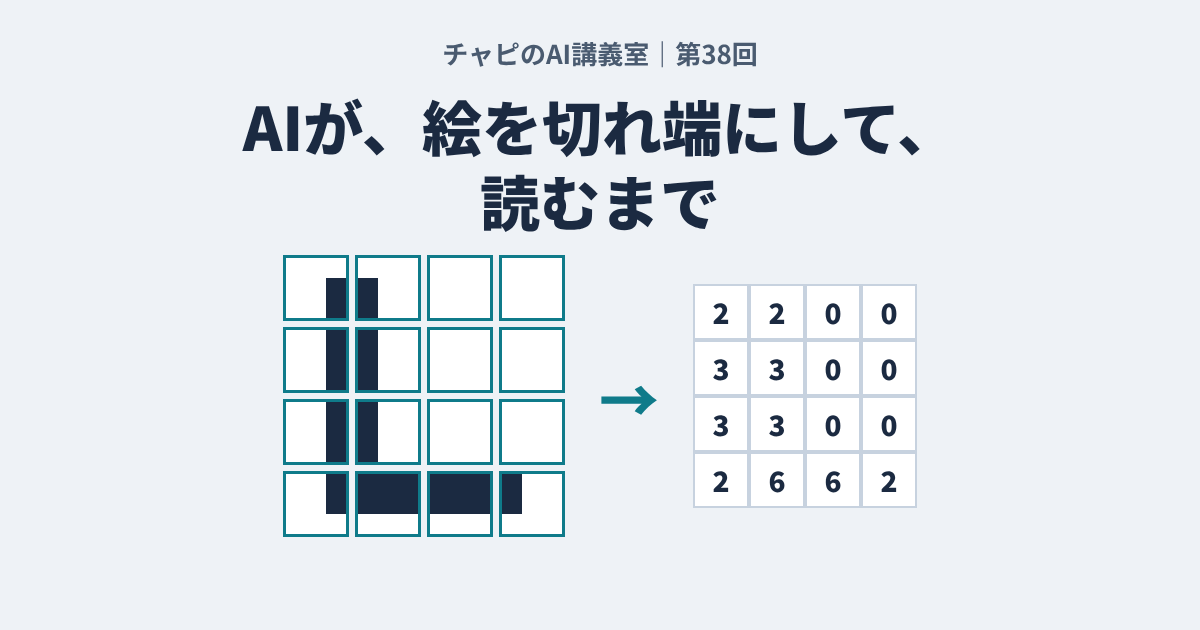 チャピのAI講義室｜第38回
AIが、絵を切れ端にして、
読むまで
→
2 2 0 0
3 3 0 0
3 3 0 0
2 6 6 2